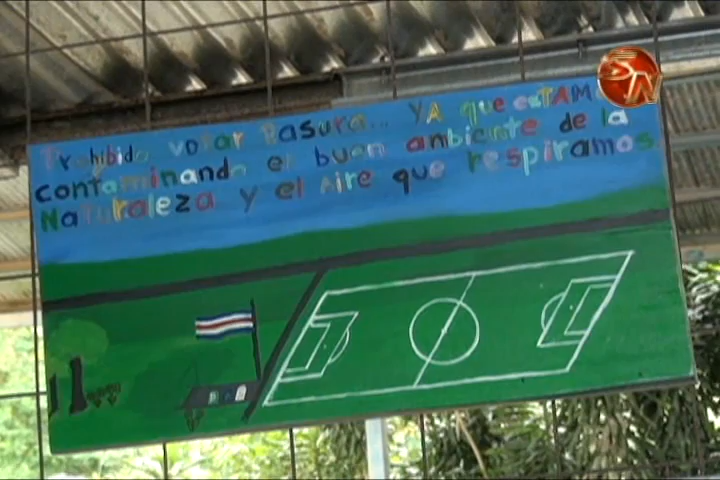 Prohibido votar Basura... YA que estAMos
contaminando el buen ambiente de la
Naturaleza y el Aire que respiramos.